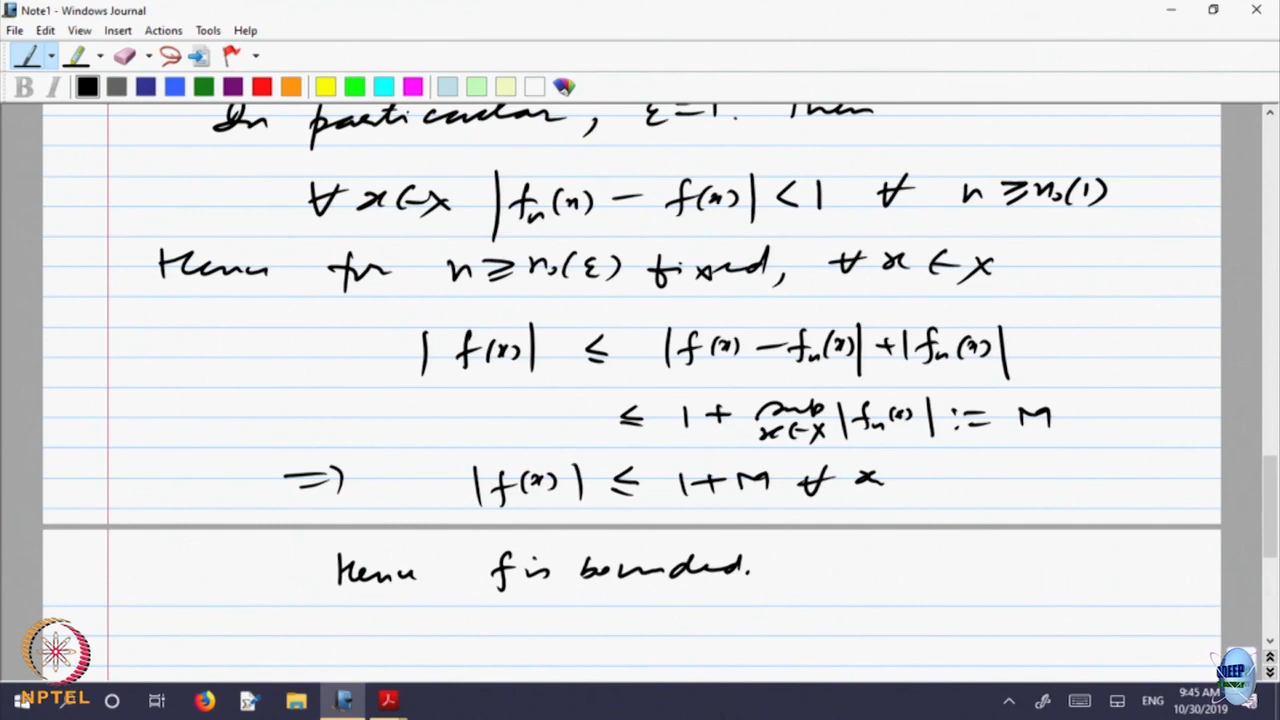 Note1 - Windows Journal
File Edit View Insert Actions Tools Help
B I
In particular, ε=1. Then
∀ x∈X |fₙ(x) − f(x)| < 1 ∀ n ≥ n₀(1)
Hence for n ≥ n₀(ε) fixed, ∀ x ∈ X
|f(x)| ≤ |f(x) − fₙ(x)| + |fₙ(x)|
≤ 1 + sup x∈X |fₙ(x)| := M
⇒ |f(x)| ≤ 1+M ∀ x
Hence f is bounded.
NPTEL
ENG
9:45 AM
10/30/2019